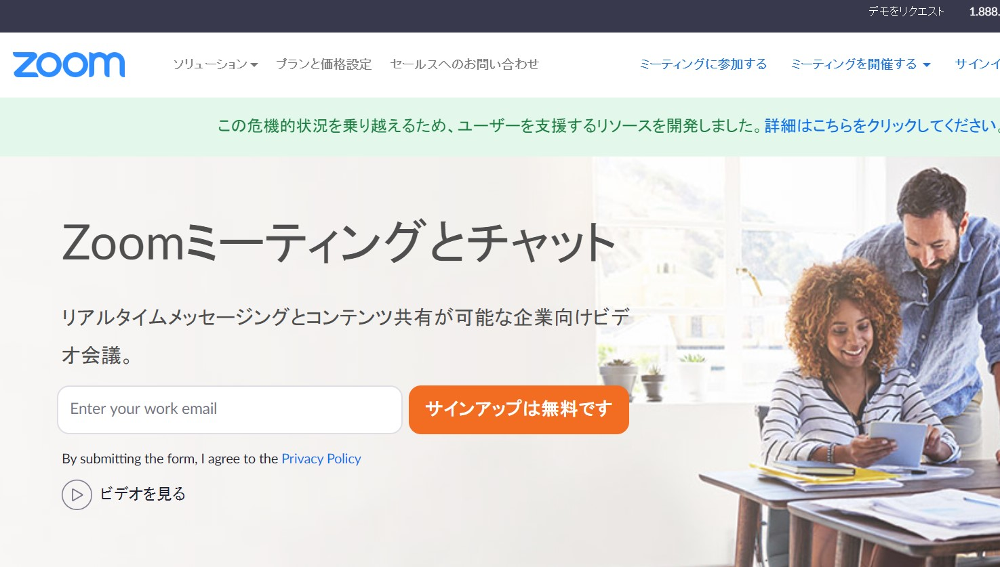 デモをリクエスト 1.888.
zoom ソリューション プランと価格設定 セールスへのお問い合わせ ミーティングに参加する ミーティングを開催する サインイ
この危機的状況を乗り越えるため、ユーザーを支援するリソースを開発しました。詳細はこちらをクリックしてください。
Zoomミーティングとチャット
リアルタイムメッセージングとコンテンツ共有が可能な企業向けビデ
オ会議。
Enter your work email サインアップは無料です
By submitting the form, I agree to the Privacy Policy
ビデオを見る